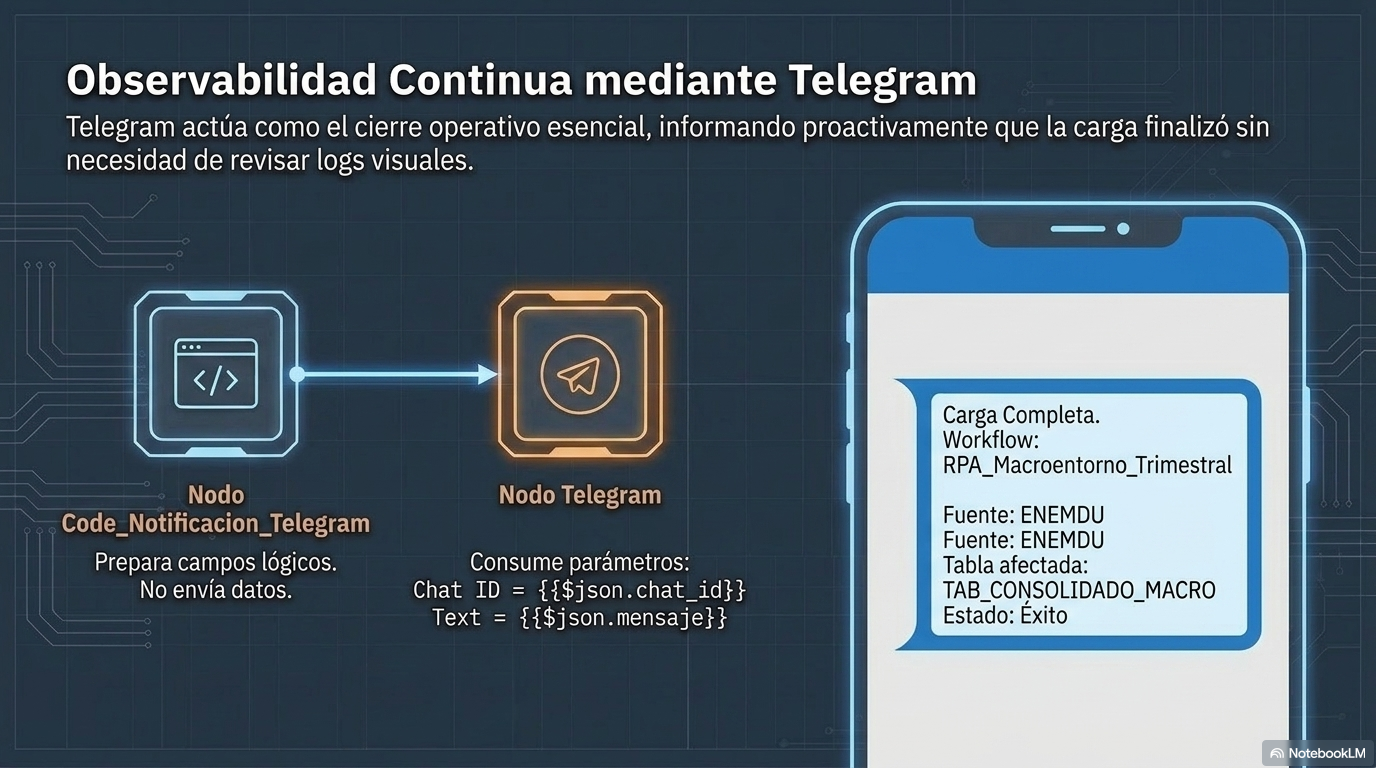 Observabilidad Continua mediante Telegram
Telegram actúa como el cierre operativo esencial, informando proactivamente que la carga finalizó sin
necesidad de revisar logs visuales.
</>
Nodo
Code_Notificacion_Telegram
Prepara campos lógicos.
No envía datos.
Nodo Telegram
Consume parámetros:
Chat ID = {{$json.chat_id}}
Text = {{$json.mensaje}}
Carga Completa.
Workflow:
RPA_Macroentorno_Trimestral
Fuente: ENEMDU
Fuente: ENEMDU
Tabla afectada:
TAB_CONSOLIDADO_MACRO
Estado: Éxito
NotebookLM